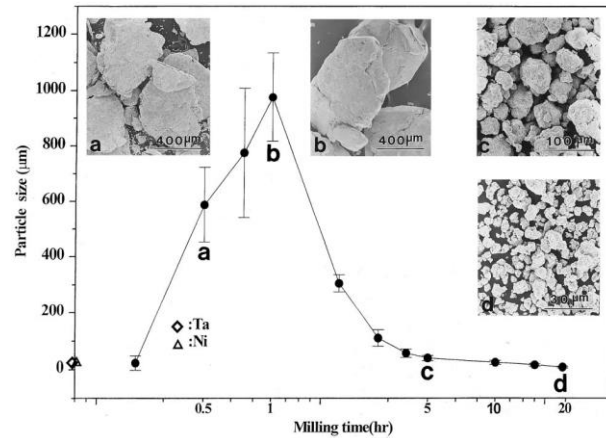 1200
1000
800
600
400
200
0
Particle size (μm)
a
400μm
b
400μm
c
100μm
d
30μm
a
b
c
d
◇ :Ta
△ :Ni
0.5
1
5
10
20
Milling time(hr)